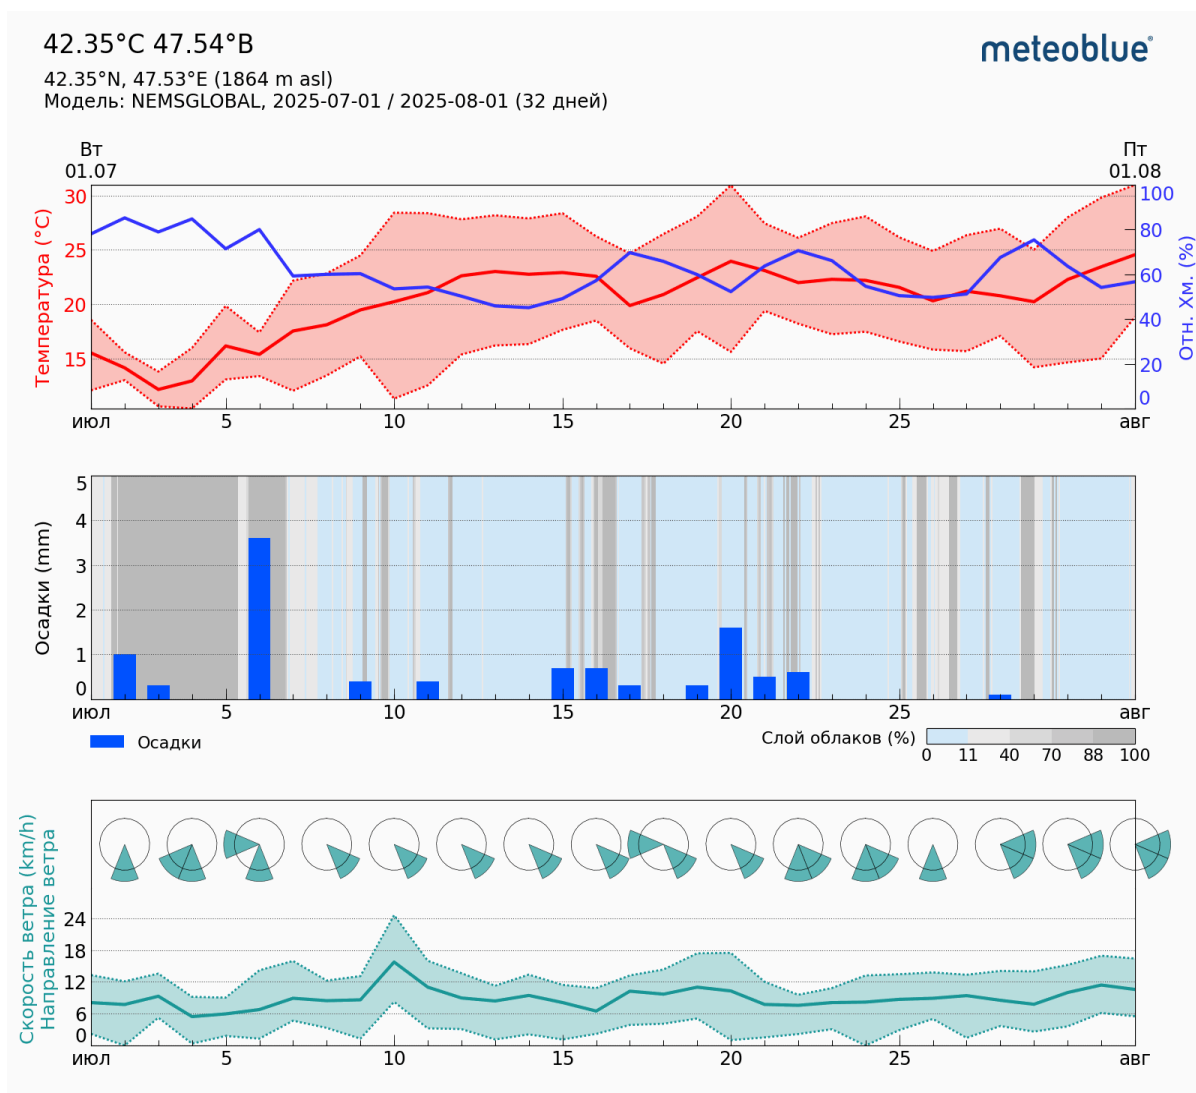 42.35°С 47.54°В
meteoblue®
42.35°N, 47.53°E (1864 m asl)
Модель: NEMSGLOBAL, 2025-07-01 / 2025-08-01 (32 дней)
Вт
01.07
Пт
01.08
Температура (°C)
30
25
20
15
100
80
60
40
20
0
Отн. Хм. (%)
июл 5 10 15 20 25 авг
Осадки (mm)
5
4
3
2
1
0
июл 5 10 15 20 25 авг
Осадки
Слой облаков (%)
0 11 40 70 88 100
Скорость ветра (km/h)
Направление ветра
24
18
12
6
0
июл 5 10 15 20 25 авг